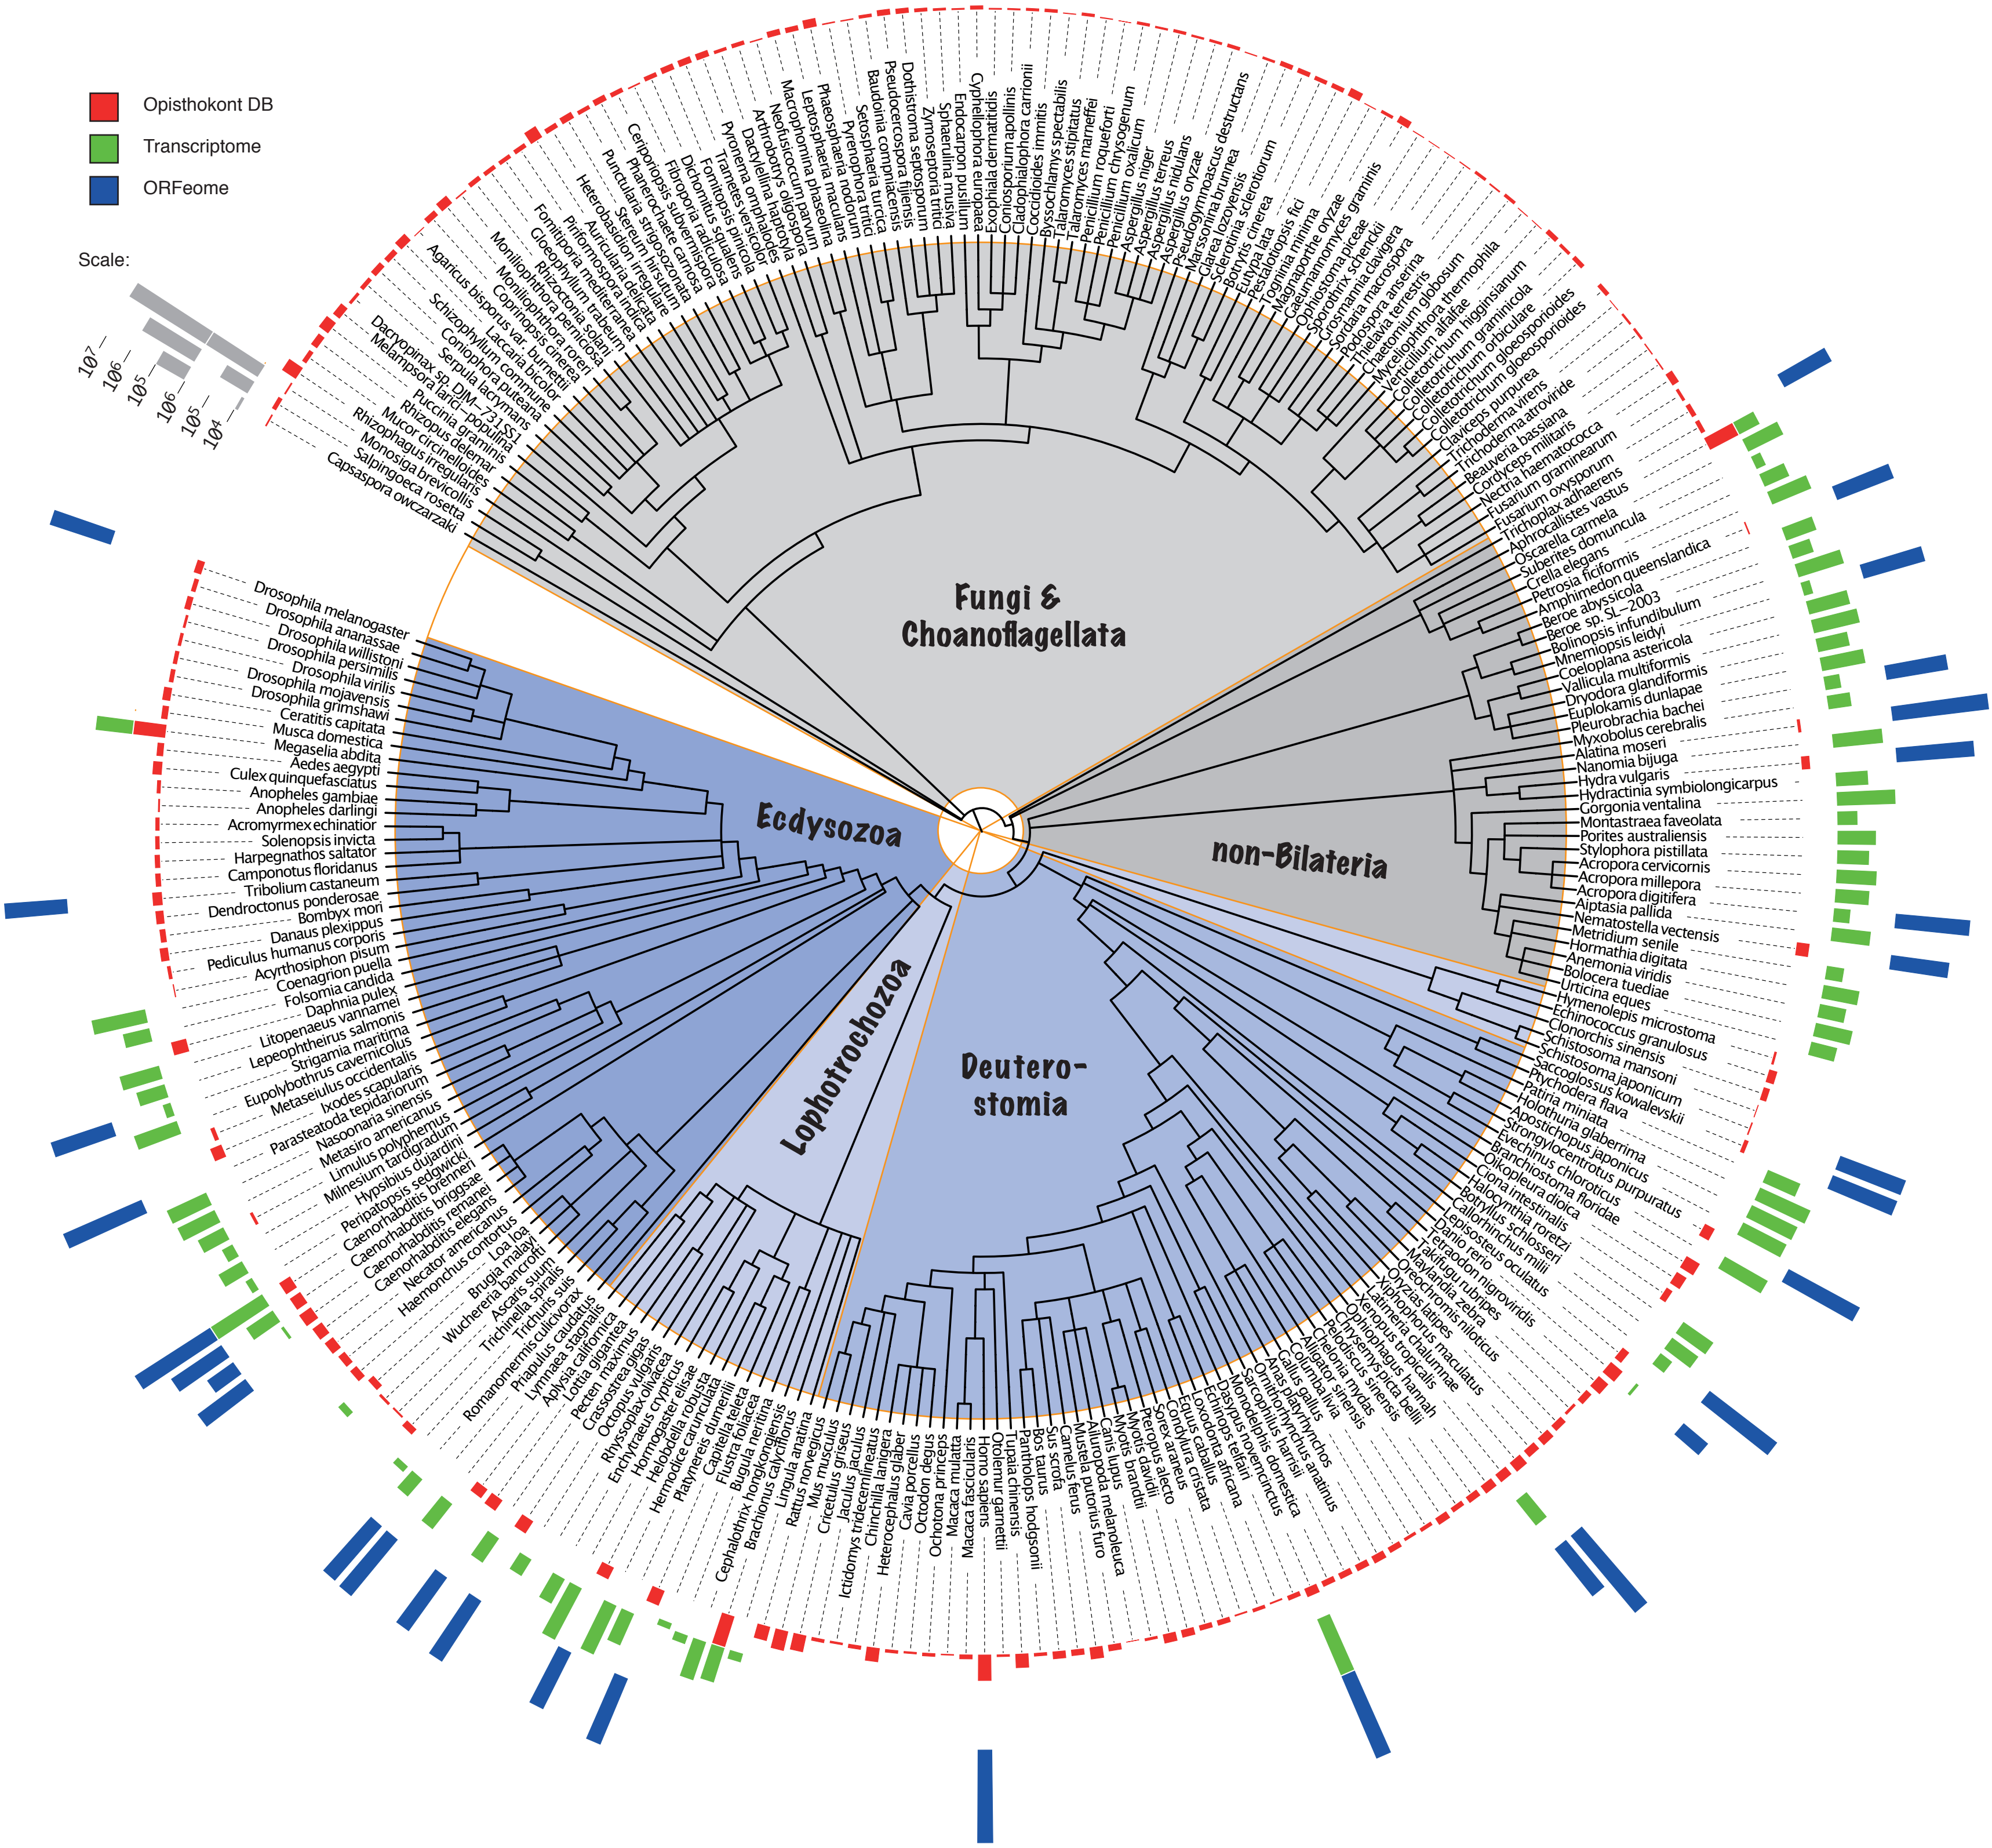 Opisthokont DB
Transcriptome
ORFeome
Scale:
10⁷
10⁶
10⁵
10⁶
10⁵
10⁴
Fungi &
Choanoflagellata
non-Bilateria
Deutero-
stomia
Lophotrochozoa
Ecdysozoa
Capsaspora owczarzaki
Salpingoeca rosetta
Monosiga brevicollis
Rhizophagus irregularis
Mucor circinelloides
Rhizopus delemar
Puccinia graminis
Melampsora larici-populina
Dacryopinax sp. DJM-731SS1
Serpula lacrymans
Coniophora puteana
Schizophyllum commune
Laccaria bicolor
Agaricus bisporus var. burnettii
Coprinopsis cinerea
Moniliophthora roreri
Moniliophthora perniciosa
Rhizoctonia solani
Gloeophyllum trabeum
Fomitiporia mediterranea
Piriformospora indica
Auricularia delicata
Heterobasidion irregulare
Stereum hirsutum
Punctularia strigosozonata
Phanerochaete carnosa
Ceriporiopsis subvermispora
Fibroporia radiculosa
Dichomitus squalens
Fomitopsis pinicola
Trametes versicolor
Pyronema omphalodes
Dactylellina haptotyla
Arthrobotrys oligospora
Neofusicoccum parvum
Macrophomina phaseolina
Leptosphaeria maculans
Phaeosphaeria nodorum
Pyrenophora tritici
Setosphaeria turcica
Baudoinia compniacensis
Pseudocercospora fijiensis
Dothistroma septosporum
Zymoseptoria tritici
Sphaerulina musiva
Endocarpon pusillum
Cyphellophora europaea
Exophiala dermatitidis
Coniosporium apollinis
Cladophialophora carrionii
Coccidioides immitis
Byssochlamys spectabilis
Talaromyces stipitatus
Talaromyces marneffei
Penicillium roqueforti
Penicillium chrysogenum
Penicillium oxalicum
Aspergillus niger
Aspergillus terreus
Aspergillus nidulans
Aspergillus oryzae
Pseudogymnoascus destructans
Marssonina brunnea
Glarea lozoyensis
Sclerotinia sclerotiorum
Botrytis cinerea
Eutypa lata
Pestalotiopsis fici
Togninia minima
Magnaporthe oryzae
Gaeumannomyces graminis
Ophiostoma piceae
Sporothrix schenckii
Grosmannia clavigera
Sordaria macrospora
Podospora anserina
Thielavia terrestris
Chaetomium globosum
Myceliophthora thermophila
Verticillium alfalfae
Colletotrichum higginsianum
Colletotrichum graminicola
Colletotrichum orbiculare
Colletotrichum gloeosporioides
Colletotrichum gloeosporioides
Claviceps purpurea
Trichoderma virens
Trichoderma atroviride
Beauveria bassiana
Cordyceps militaris
Nectria haematococca
Fusarium graminearum
Fusarium oxysporum
Trichoplax adhaerens
Aphrocallistes vastus
Oscarella carmela
Suberites domuncula
Crella elegans
Petrosia ficiformis
Amphimedon queenslandica
Beroe abyssicola
Beroe sp. SL-2003
Bolinopsis infundibulum
Mnemiopsis leidyi
Coeloplana astericola
Vallicula multiformis
Dryodora glandiformis
Euplokamis dunlapae
Pleurobrachia bachei
Myxobolus cerebralis
Alatina moseri
Nanomia bijuga
Hydra vulgaris
Hydractinia symbiolongicarpus
Gorgonia ventalina
Montastraea faveolata
Porites australiensis
Stylophora pistillata
Acropora cervicornis
Acropora millepora
Acropora digitifera
Aiptasia pallida
Nematostella vectensis
Metridium senile
Hormathia digitata
Anemonia viridis
Bolocera tuediae
Urticina eques
Hymenolepis microstoma
Echinococcus granulosus
Clonorchis sinensis
Schistosoma mansoni
Schistosoma japonicum
Saccoglossus kowalevskii
Ptychodera flava
Patiria miniata
Holothuria glaberrima
Apostichopus japonicus
Strongylocentrotus purpuratus
Evechinus chloroticus
Branchiostoma floridae
Oikopleura dioica
Ciona intestinalis
Halocynthia roretzi
Botryllus schlosseri
Callorhinchus milii
Lepisosteus oculatus
Danio rerio
Tetraodon nigroviridis
Takifugu rubripes
Maylandia zebra
Oreochromis niloticus
Oryzias latipes
Xiphophorus maculatus
Latimeria chalumnae
Xenopus tropicalis
Ophiophagus hannah
Chrysemys picta bellii
Pelodiscus sinensis
Chelonia mydas
Alligator sinensis
Columba livia
Gallus gallus
Anas platyrhynchos
Ornithorhynchus anatinus
Sarcophilus harrisii
Monodelphis domestica
Dasypus novemcinctus
Echinops telfairi
Loxodonta africana
Equus caballus
Condylura cristata
Sorex araneus
Pteropus alecto
Myotis davidii
Myotis brandtii
Canis lupus
Ailuropoda melanoleuca
Mustela putorius furo
Camelus ferus
Sus scrofa
Bos taurus
Pantholops hodgsonii
Tupaia chinensis
Otolemur garnettii
Homo sapiens
Macaca fascicularis
Macaca mulatta
Ochotona princeps
Octodon degus
Cavia porcellus
Heterocephalus glaber
Chinchilla lanigera
Ictidomys tridecemlineatus
Jaculus jaculus
Cricetulus griseus
Mus musculus
Rattus norvegicus
Lingula anatina
Brachionus calyciflorus
Cephalothrix hongkongiensis
Bugula neritina
Flustra foliacea
Capitella teleta
Platynereis dumerilii
Hermodice carunculata
Helobdella robusta
Hormogaster elisae
Enchytraeus crypticus
Rhyssoplax olivacea
Octopus vulgaris
Crassostrea gigas
Pecten maximus
Lottia gigantea
Aplysia californica
Lymnaea stagnalis
Priapulus caudatus
Romanomermis culicivorax
Trichuris suis
Trichinella spiralis
Ascaris suum
Wuchereria bancrofti
Brugia malayi
Loa loa
Haemonchus contortus
Necator americanus
Caenorhabditis elegans
Caenorhabditis remanei
Caenorhabditis briggsae
Caenorhabditis brenneri
Peripatopsis sedgwicki
Hypsibius dujardini
Milnesium tardigradum
Limulus polyphemus
Metasiro americanus
Nasoonaria sinensis
Parasteatoda tepidariorum
Ixodes scapularis
Metaseiulus occidentalis
Eupolybothrus cavernicolus
Strigamia maritima
Lepeophtheirus salmonis
Litopenaeus vannamei
Daphnia pulex
Folsomia candida
Coenagrion puella
Acyrthosiphon pisum
Pediculus humanus corporis
Danaus plexippus
Bombyx mori
Dendroctonus ponderosae
Tribolium castaneum
Camponotus floridanus
Harpegnathos saltator
Solenopsis invicta
Acromyrmex echinatior
Anopheles darlingi
Anopheles gambiae
Culex quinquefasciatus
Aedes aegypti
Megaselia abdita
Musca domestica
Ceratitis capitata
Drosophila grimshawi
Drosophila mojavensis
Drosophila virilis
Drosophila persimilis
Drosophila willistoni
Drosophila ananassae
Drosophila melanogaster